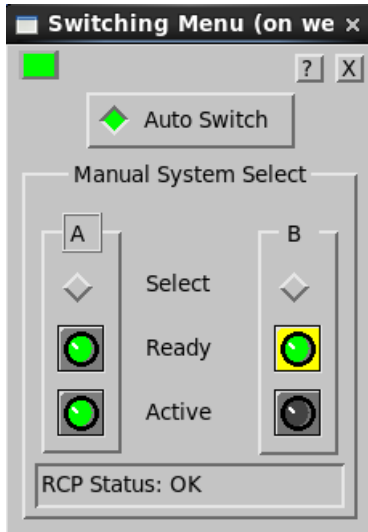 Switching Menu (on we ×
? X
Auto Switch
Manual System Select
A B
Select
Ready
Active
RCP Status: OK